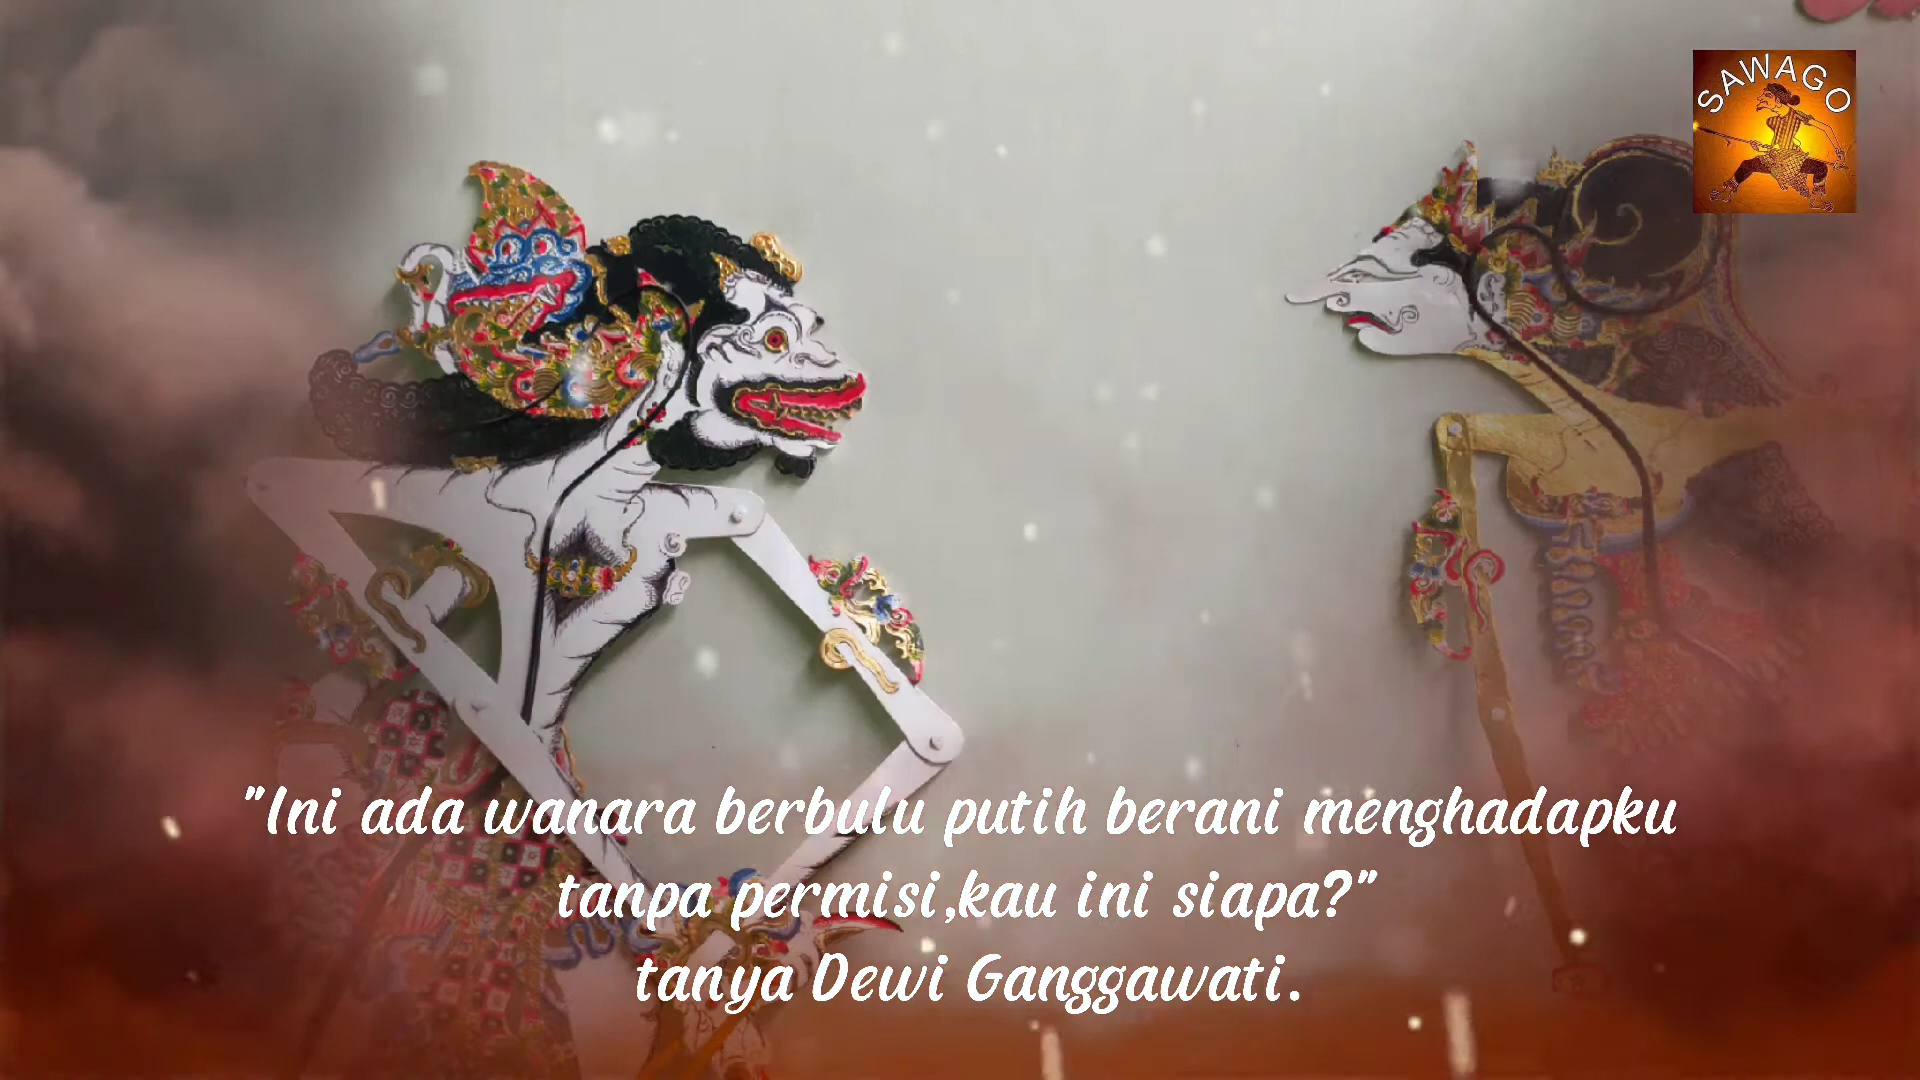 SAWAGO
"Ini ada wanara berbulu putih berani menghadapku
tanpa permisi,kau ini siapa?"
tanya Dewi Ganggawati.